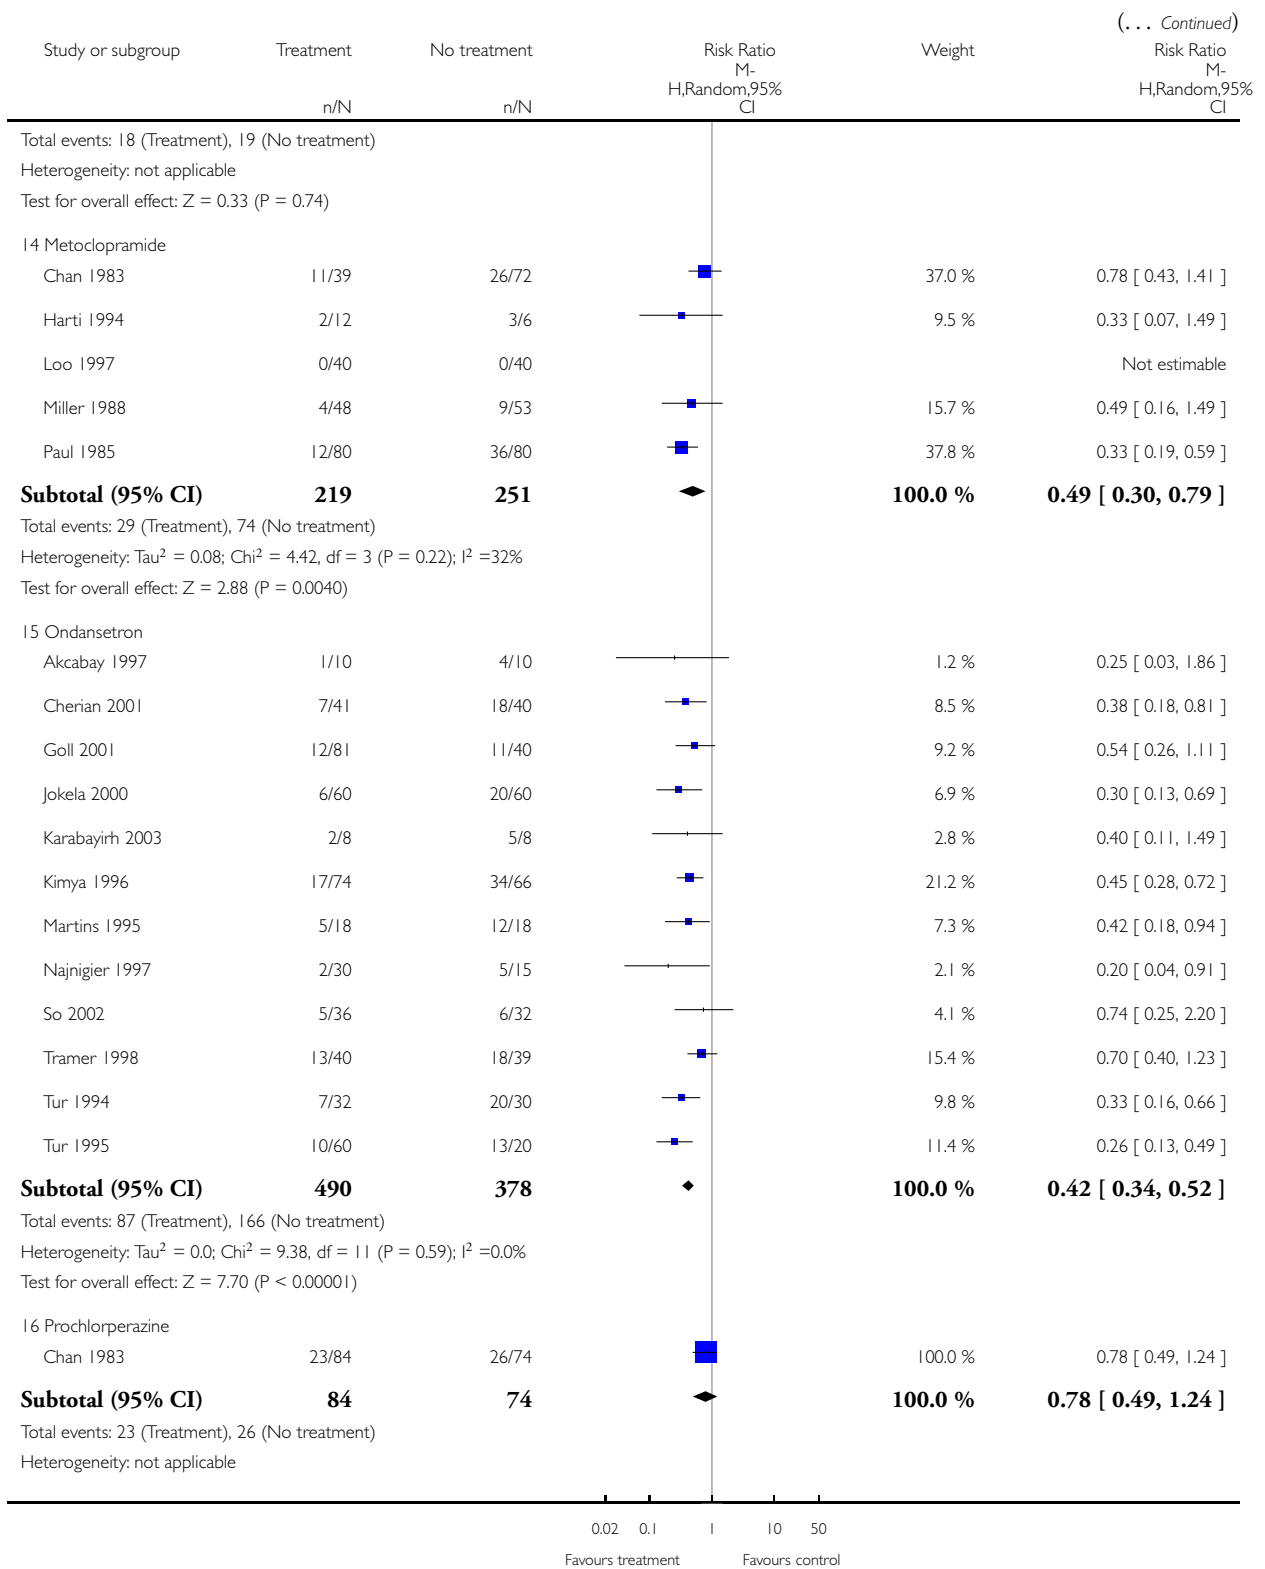 (... Continued)
Study or subgroup Treatment No treatment Risk Ratio Weight Risk Ratio
M- M-
H,Random,95% H,Random,95%
n/N n/N CI CI
Total events: 18 (Treatment), 19 (No treatment)
Heterogeneity: not applicable
Test for overall effect: Z = 0.33 (P = 0.74)
14 Metoclopramide
Chan 1983 11/39 26/72 37.0 % 0.78 [ 0.43, 1.41 ]
Harti 1994 2/12 3/6 9.5 % 0.33 [ 0.07, 1.49 ]
Loo 1997 0/40 0/40 Not estimable
Miller 1988 4/48 9/53 15.7 % 0.49 [ 0.16, 1.49 ]
Paul 1985 12/80 36/80 37.8 % 0.33 [ 0.19, 0.59 ]
Subtotal (95% CI) 219 251 100.0 % 0.49 [ 0.30, 0.79 ]
Total events: 29 (Treatment), 74 (No treatment)
Heterogeneity: Tau² = 0.08; Chi² = 4.42, df = 3 (P = 0.22); I² =32%
Test for overall effect: Z = 2.88 (P = 0.0040)
15 Ondansetron
Akcabay 1997 1/10 4/10 1.2 % 0.25 [ 0.03, 1.86 ]
Cherian 2001 7/41 18/40 8.5 % 0.38 [ 0.18, 0.81 ]
Goll 2001 12/81 11/40 9.2 % 0.54 [ 0.26, 1.11 ]
Jokela 2000 6/60 20/60 6.9 % 0.30 [ 0.13, 0.69 ]
Karabayirh 2003 2/8 5/8 2.8 % 0.40 [ 0.11, 1.49 ]
Kimya 1996 17/74 34/66 21.2 % 0.45 [ 0.28, 0.72 ]
Martins 1995 5/18 12/18 7.3 % 0.42 [ 0.18, 0.94 ]
Najnigier 1997 2/30 5/15 2.1 % 0.20 [ 0.04, 0.91 ]
So 2002 5/36 6/32 4.1 % 0.74 [ 0.25, 2.20 ]
Tramer 1998 13/40 18/39 15.4 % 0.70 [ 0.40, 1.23 ]
Tur 1994 7/32 20/30 9.8 % 0.33 [ 0.16, 0.66 ]
Tur 1995 10/60 13/20 11.4 % 0.26 [ 0.13, 0.49 ]
Subtotal (95% CI) 490 378 100.0 % 0.42 [ 0.34, 0.52 ]
Total events: 87 (Treatment), 166 (No treatment)
Heterogeneity: Tau² = 0.0; Chi² = 9.38, df = 11 (P = 0.59); I² =0.0%
Test for overall effect: Z = 7.70 (P < 0.00001)
16 Prochlorperazine
Chan 1983 23/84 26/74 100.0 % 0.78 [ 0.49, 1.24 ]
Subtotal (95% CI) 84 74 100.0 % 0.78 [ 0.49, 1.24 ]
Total events: 23 (Treatment), 26 (No treatment)
Heterogeneity: not applicable
0.02 0.1 1 10 50
Favours treatment Favours control